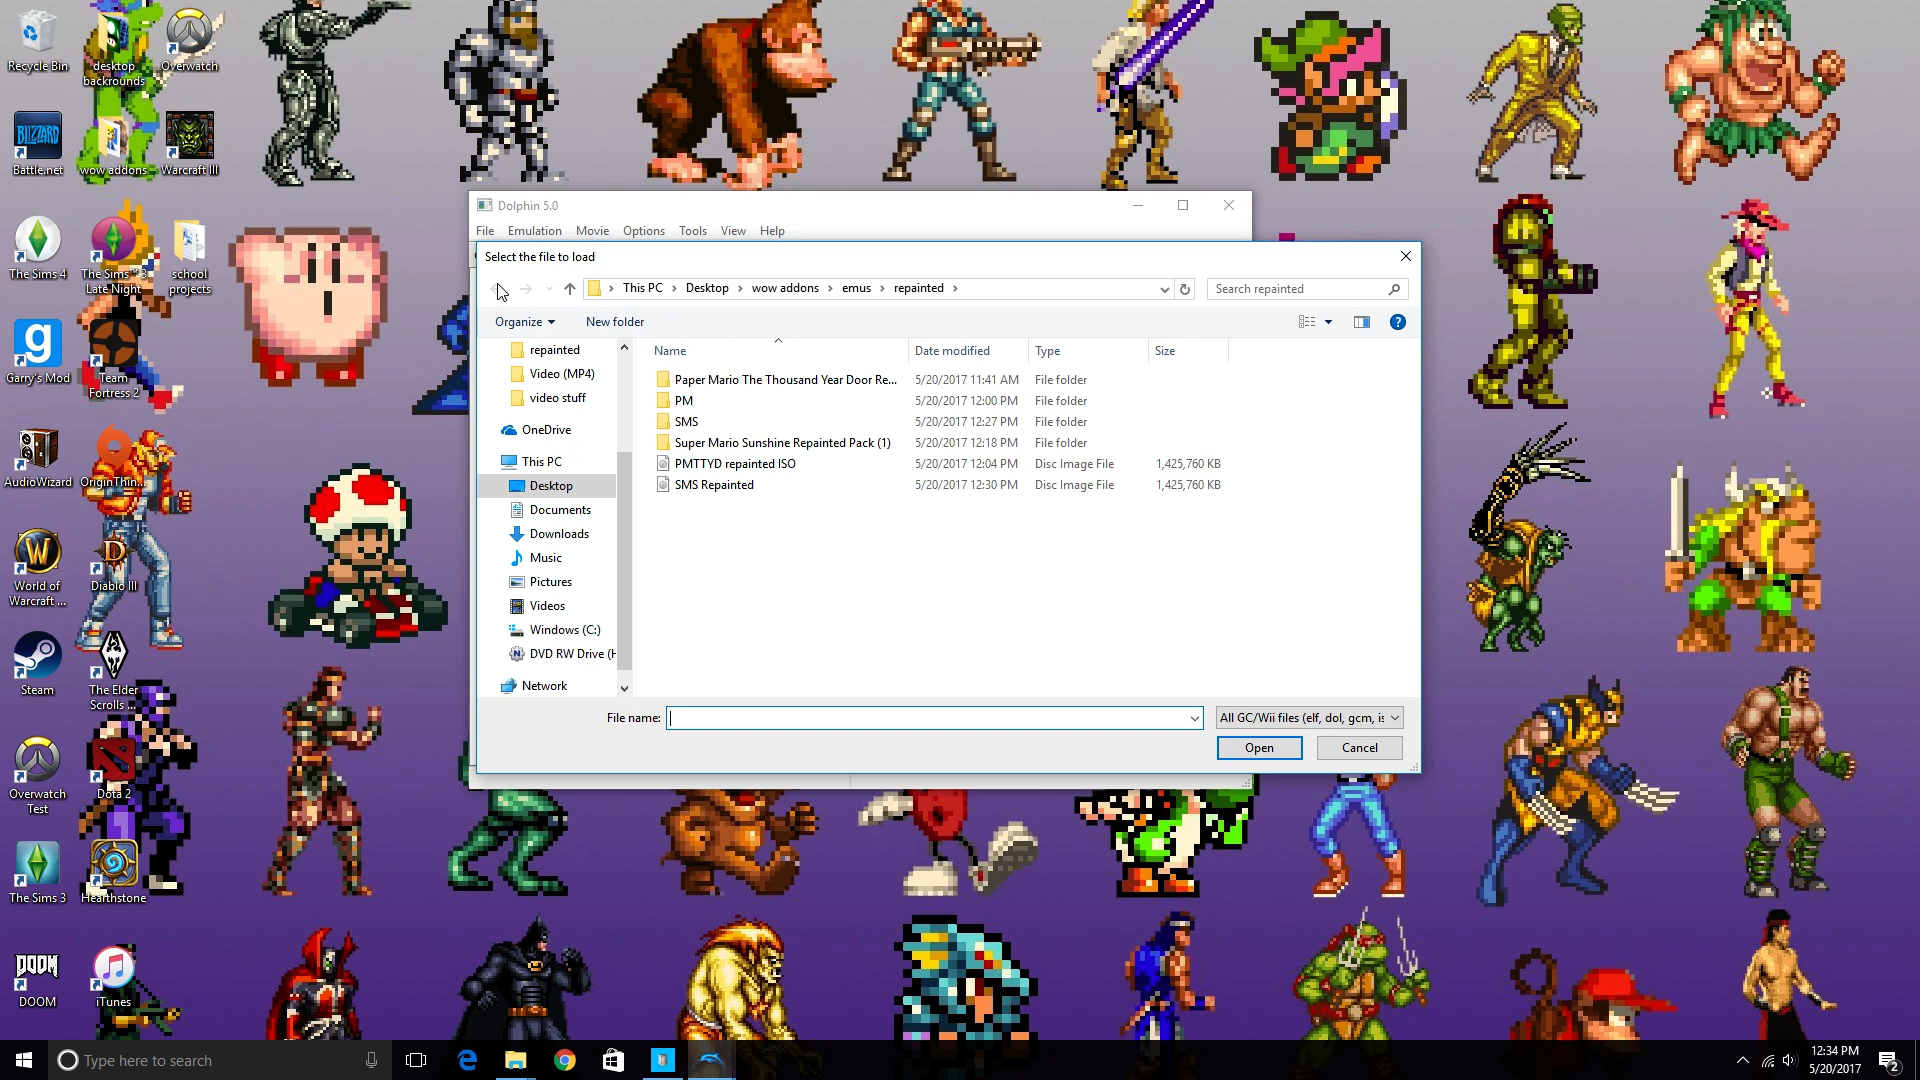 Recycle Bin
desktop
backrounds
Overwatch
BLIZZARD
Battle.net
wow addons
Warcraft III
The Sims 4
The Sims™ 3
Late Night
school
projects
g
Garry's Mod
Team
Fortress 2
AudioWizard
OriginThin...
W
World of
Warcraft ...
D
Diablo III
Steam
The Elder
Scrolls ...
Overwatch
Test
Dota 2
The Sims 3
Hearthstone
DOOM
DOOM
iTunes
Dolphin 5.0
File Emulation Movie Options Tools View Help
Select the file to load
This PC > Desktop > wow addons > emus > repainted >
Search repainted
Organize
New folder
?
repainted
Video (MP4)
video stuff
OneDrive
This PC
Desktop
Documents
Downloads
Music
Pictures
Videos
Windows (C:)
DVD RW Drive (H
Network
Name Date modified Type Size
Paper Mario The Thousand Year Door Re... 5/20/2017 11:41 AM File folder
PM 5/20/2017 12:00 PM File folder
SMS 5/20/2017 12:27 PM File folder
Super Mario Sunshine Repainted Pack (1) 5/20/2017 12:18 PM File folder
PMTTYD repainted ISO 5/20/2017 12:04 PM Disc Image File 1,425,760 KB
SMS Repainted 5/20/2017 12:30 PM Disc Image File 1,425,760 KB
File name:
All GC/Wii files (elf, dol, gcm, is
Open
Cancel
Type here to search
12:34 PM
5/20/2017
2